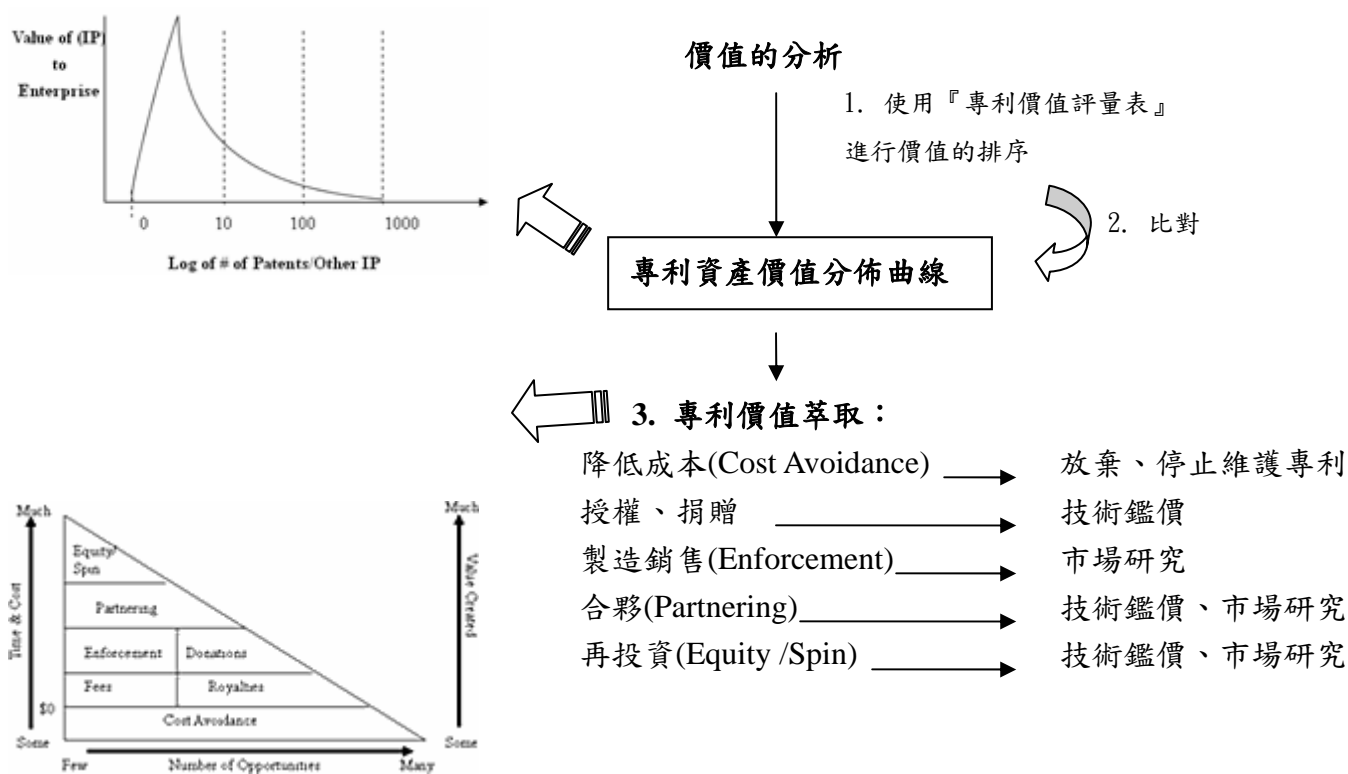 Value of (IP)
to
Enterprise
0 10 100 1000
Log of # of Patents/Other IP
價值的分析
1. 使用『專利價值評量表』
進行價值的排序
2. 比對
專利資產價值分佈曲線
3. 專利價值萃取：
降低成本(Cost Avoidance) 放棄、停止維護專利
授權、捐贈 技術鑑價
製造銷售(Enforcement) 市場研究
合夥(Partnering) 技術鑑價、市場研究
再投資(Equity /Spin) 技術鑑價、市場研究
Much Much
Time & Cost
Value Created
Equity/
Spin
Partnering
Enforcement Donations
Fees Royalties
$0
Cost Avoidance
Some Some
Few Number of Opportunities Many